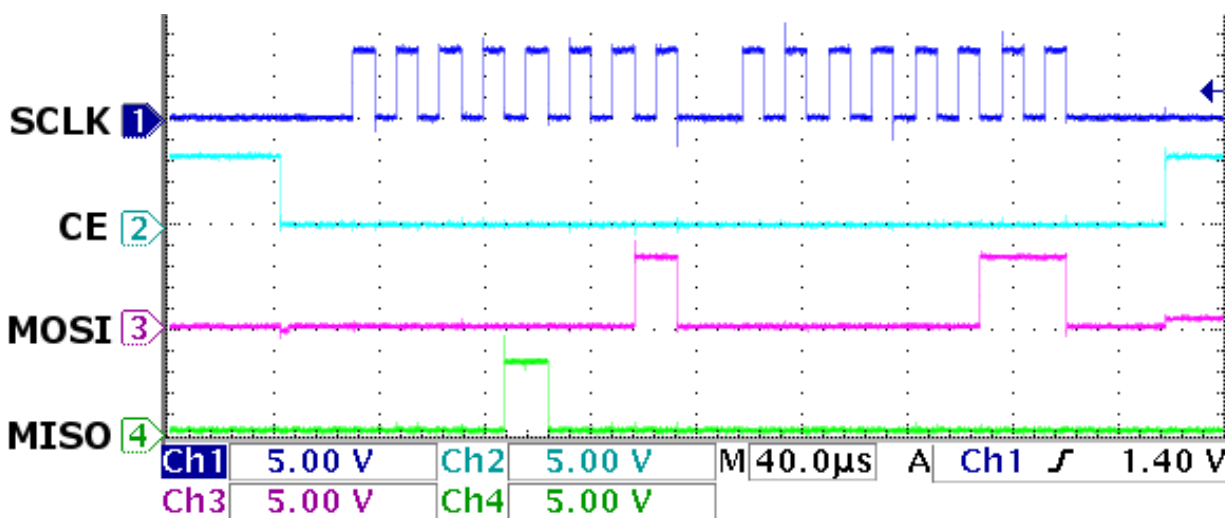 SCLK 1
CE 2
MOSI 3
MISO 4
Ch1 5.00 V Ch2 5.00 V M 40.0µs A Ch1 1.40 V
Ch3 5.00 V Ch4 5.00 V